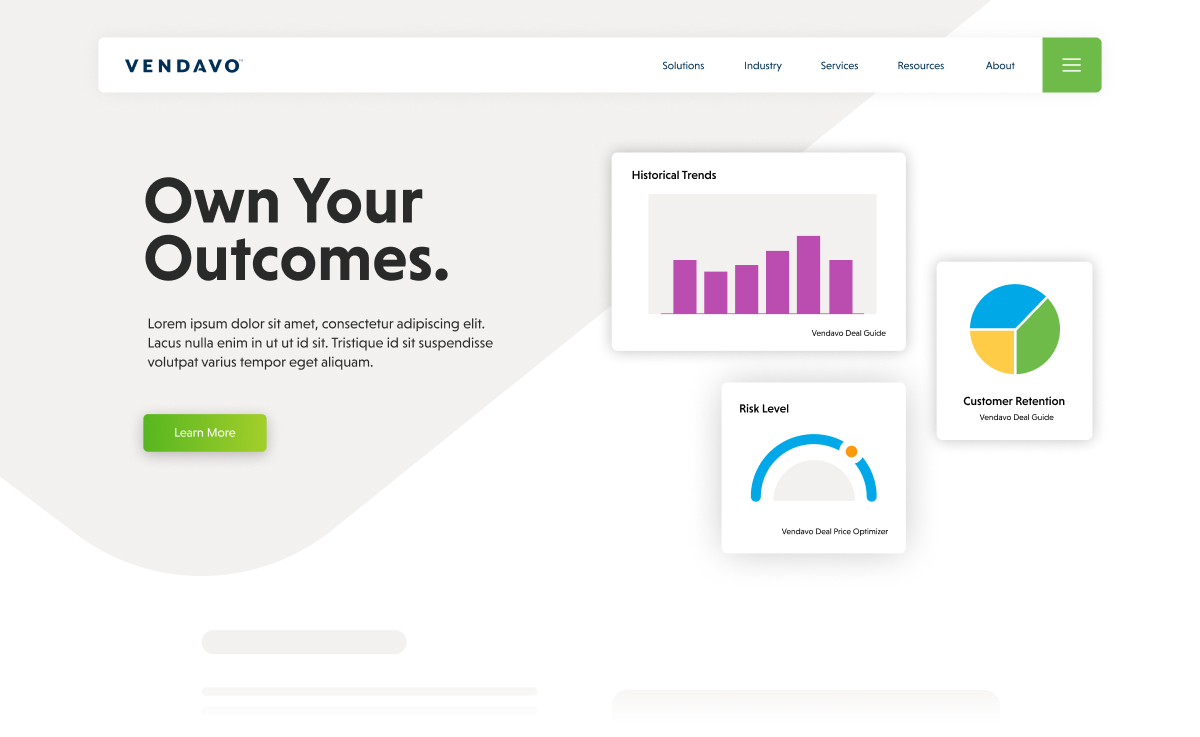 VENDAVO™
Solutions
Industry
Services
Resources
About
Own Your
Outcomes.
Lorem ipsum dolor sit amet, consectetur adipiscing elit.
Lacus nulla enim in ut ut id sit. Tristique id sit suspendisse
volutpat varius tempor eget aliquam.
Learn More
Historical Trends
Vendavo Deal Guide
Customer Retention
Vendavo Deal Guide
Risk Level
Vendavo Deal Price Optimizer